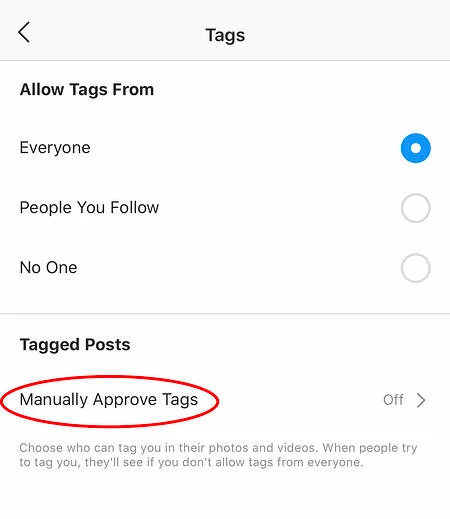 Tags
Allow Tags From
Everyone
People You Follow
No One
Tagged Posts
Manually Approve Tags Off
Choose who can tag you in their photos and videos. When people try
to tag you, they'll see if you don't allow tags from everyone.